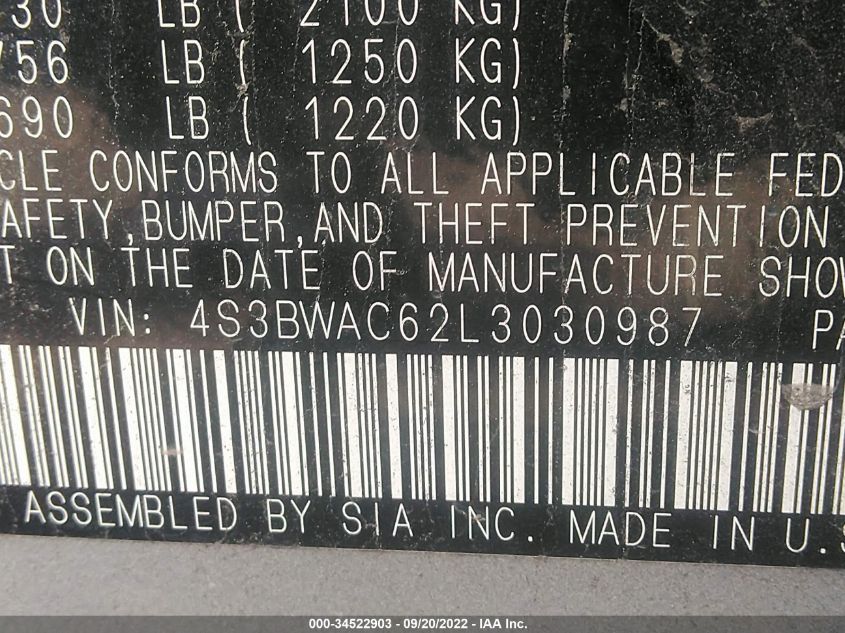 30 LB ( 2100 KG)
756 LB ( 1250 KG)
690 LB ( 1220 KG)
CLE CONFORMS TO ALL APPLICABLE FED
AFETY,BUMPER,AND THEFT PREVENTION
T ON THE DATE OF MANUFACTURE SHOW
VIN: 4S3BWAC62L3030987 PA
ASSEMBLED BY SIA INC. MADE IN U.S
000-34522903 - 09/20/2022 - IAA Inc.